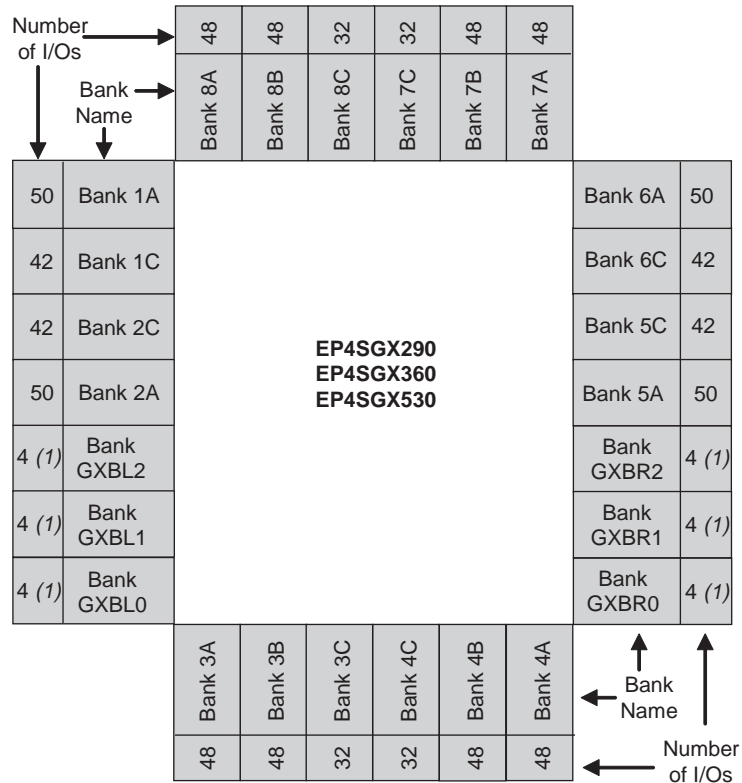 Number
of I/Os
Bank
Name
48 48 32 32 48 48
Bank 8A Bank 8B Bank 8C Bank 7C Bank 7B Bank 7A
50 Bank 1A
42 Bank 1C
42 Bank 2C
50 Bank 2A
4 (1) Bank
GXBL2
4 (1) Bank
GXBL1
4 (1) Bank
GXBL0
EP4SGX290
EP4SGX360
EP4SGX530
Bank 6A 50
Bank 6C 42
Bank 5C 42
Bank 5A 50
Bank
GXBR2 4 (1)
Bank
GXBR1 4 (1)
Bank
GXBR0 4 (1)
Bank 3A Bank 3B Bank 3C Bank 4C Bank 4B Bank 4A
48 48 32 32 48 48
Bank
Name
Number
of I/Os